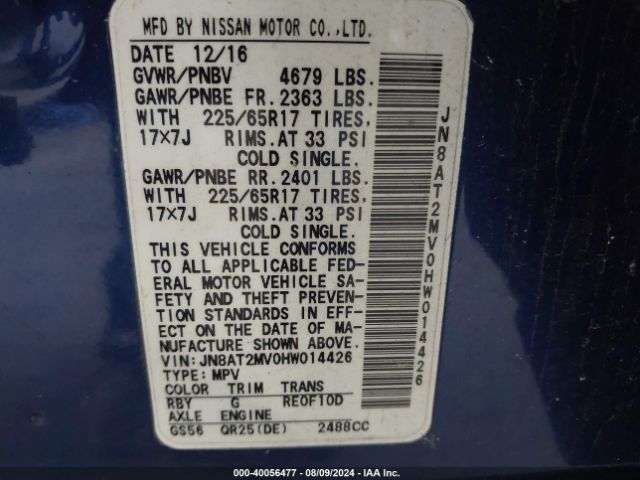 MFD BY NISSAN MOTOR CO.,LTD.
DATE 12/16
GVWR/PNBV 4679 LBS.
GAWR/PNBE FR. 2363 LBS.
WITH 225/65R17 TIRES,
17×7J RIMS. AT 33 PSI
COLD SINGLE.
GAWR/PNBE RR. 2401 LBS.
WITH 225/65R17 TIRES,
17×7J RIMS. AT 33 PSI
COLD SINGLE.
THIS VEHICLE CONFORMS
TO ALL APPLICABLE FED-
ERAL MOTOR VEHICLE SA-
FETY AND THEFT PREVEN-
TION STANDARDS IN EFF-
ECT ON THE DATE OF MA-
NUFACTURE SHOWN ABOVE.
VIN: JN8AT2MV0HW014426
TYPE: MPV
COLOR TRIM TRANS
RBY G RE0F10D
AXLE ENGINE
GS56 QR25(DE) 2488CC
JN8AT2MV0HW014426
000-40056477 - 08/09/2024 - IAAI.com